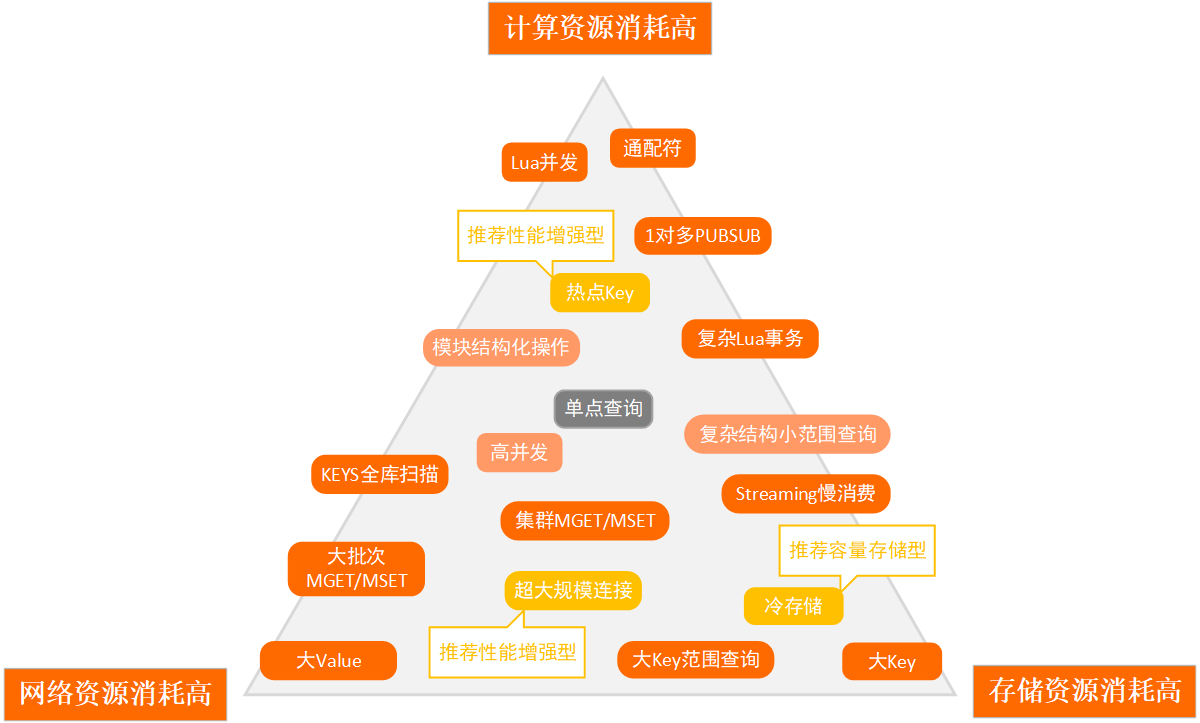 计算资源消耗高
通配符
Lua并发
推荐性能增强型
1对多PUBSUB
热点Key
复杂Lua事务
模块结构化操作
单点查询
复杂结构小范围查询
高并发
KEYS全库扫描
Streaming慢消费
集群MGET/MSET
推荐容量存储型
大批次
MGET/MSET
超大规模连接
冷存储
推荐性能增强型
大Value
大Key范围查询
大Key
网络资源消耗高
存储资源消耗高